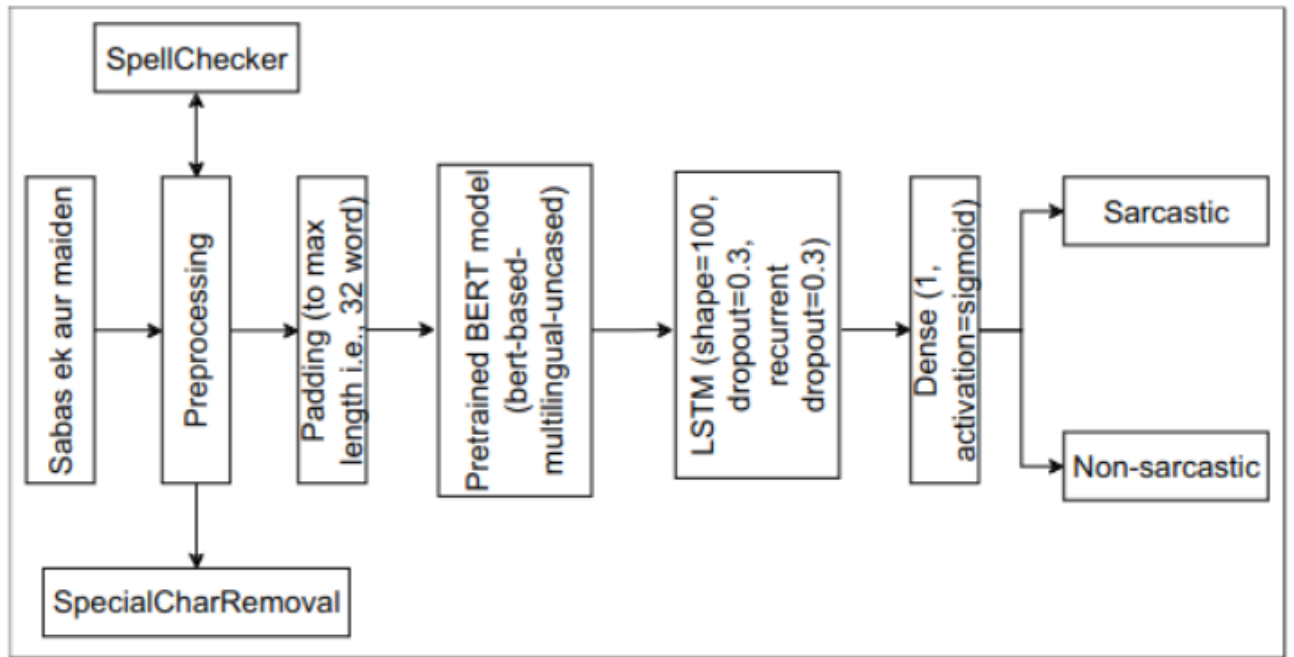 SpellChecker
Sabas ek aur maiden
Preprocessing
Padding (to max
length i.e., 32 word)
Pretrained BERT model
(bert-based-
multilingual-uncased)
LSTM (shape=100,
dropout=0.3,
recurrent
dropout=0.3)
Dense (1,
activation=sigmoid)
Sarcastic
Non-sarcastic
SpecialCharRemoval